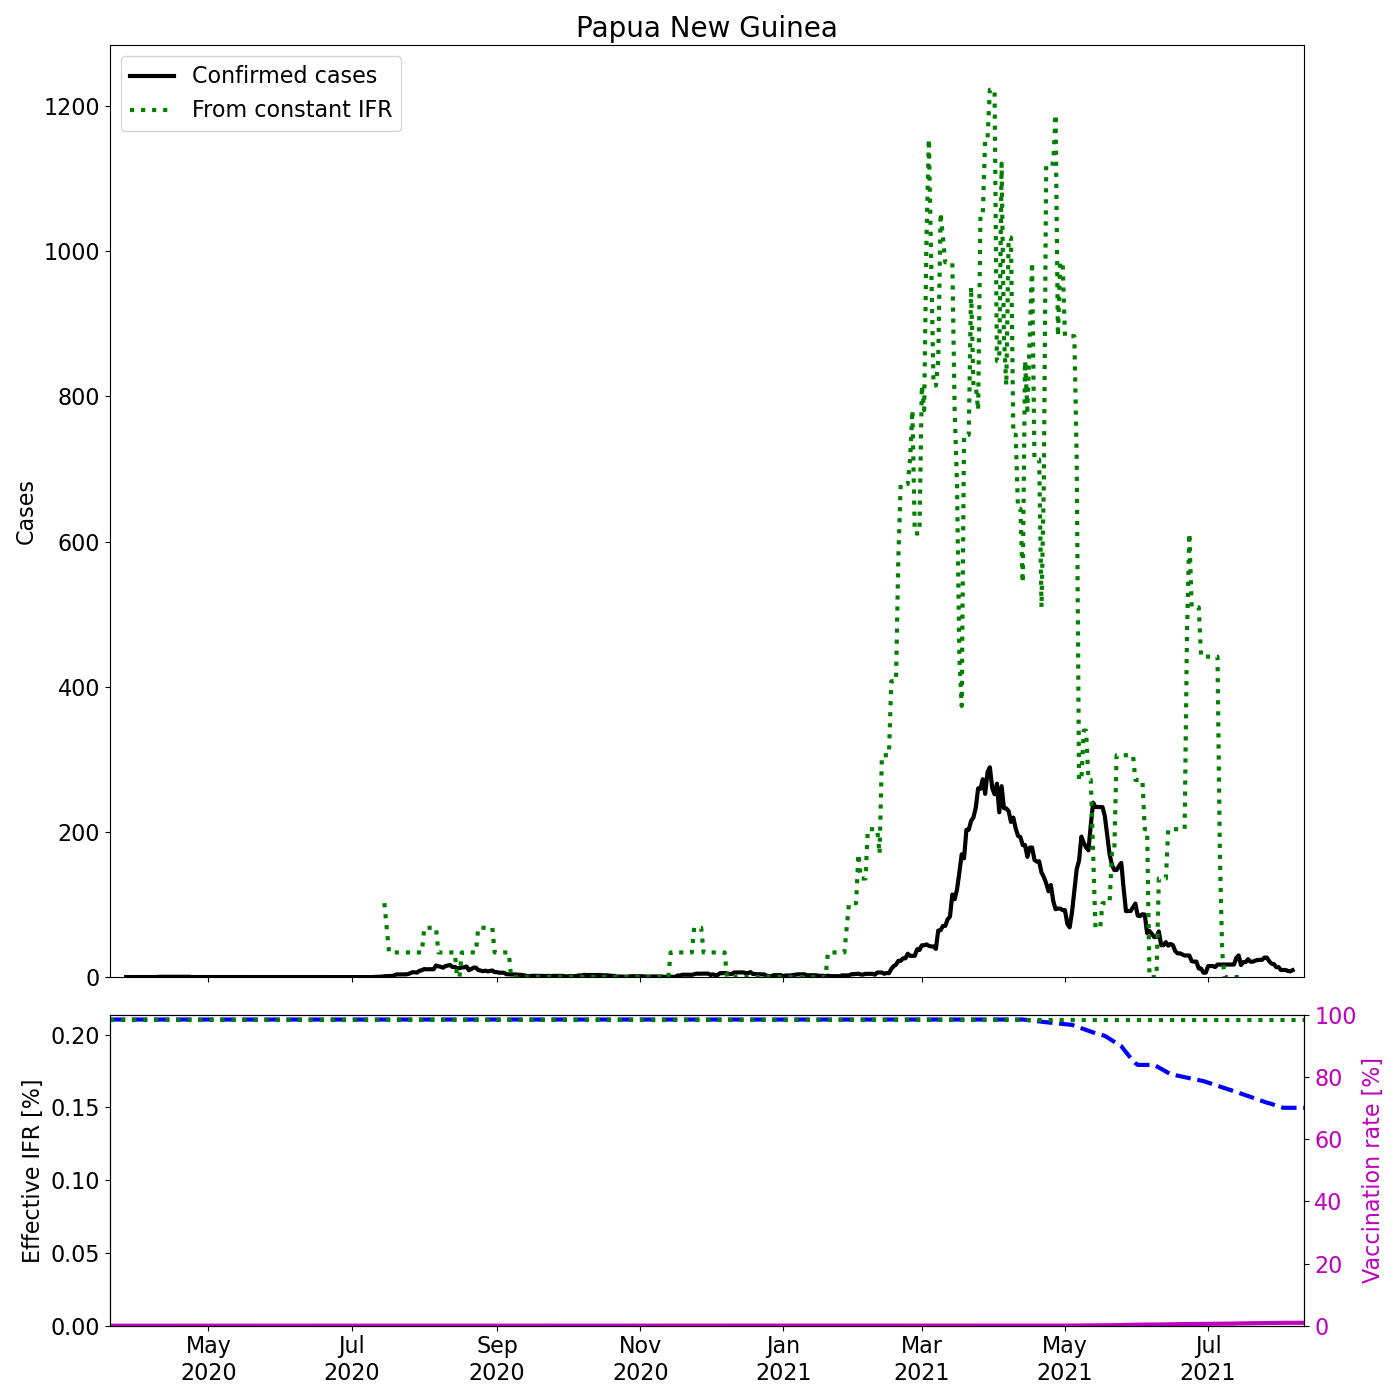 Papua New Guinea
Confirmed cases
From constant IFR
1200
1000
800
600
400
200
0
Cases
0.20
0.15
0.10
0.05
0.00
Effective IFR [%]
100
80
60
40
20
0
Vaccination rate [%]
May Jul Sep Nov Jan Mar May Jul
2020 2020 2020 2020 2021 2021 2021 2021